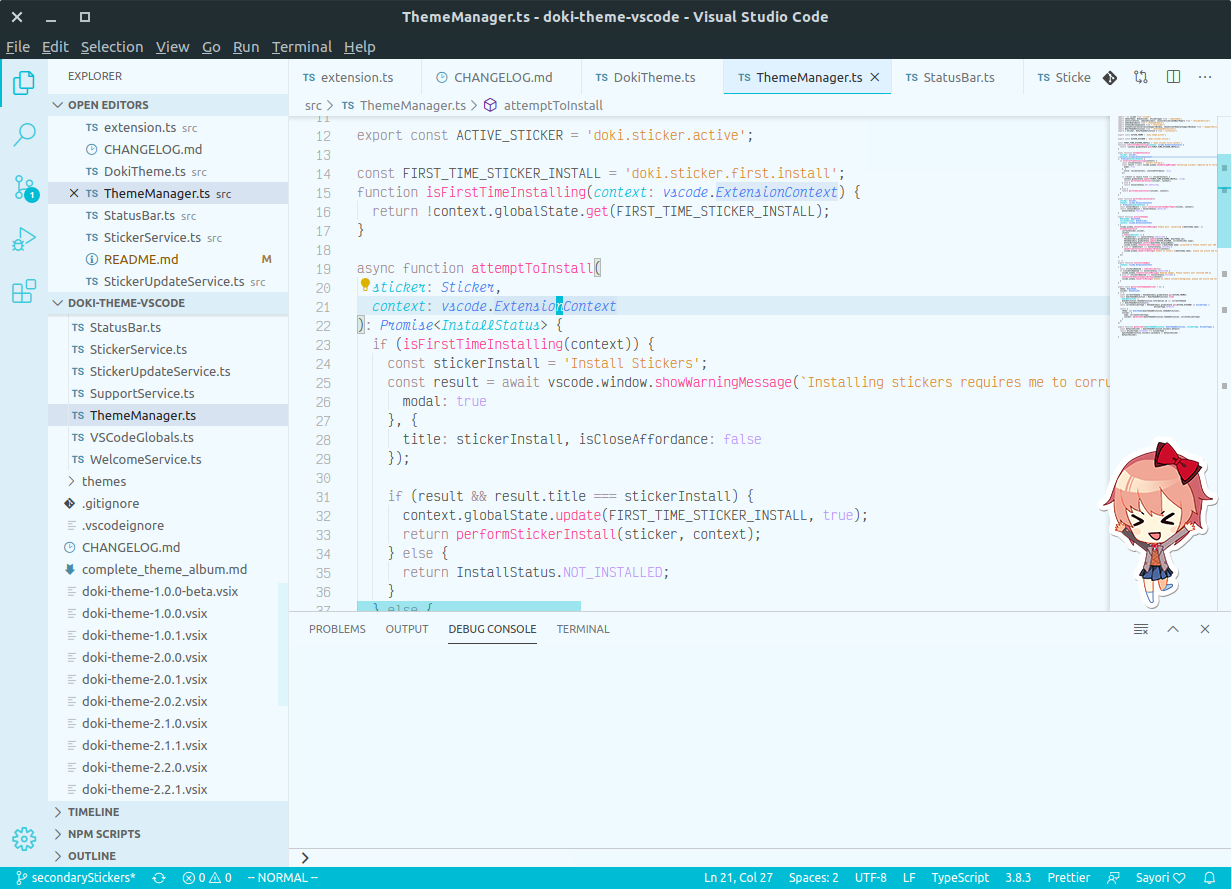 ThemeManager.ts - doki-theme-vscode - Visual Studio Code
File Edit Selection View Go Run Terminal Help
EXPLORER
OPEN EDITORS
TS extension.ts src
CHANGELOG.md
TS DokiTheme.ts src
TS ThemeManager.ts src
TS StatusBar.ts src
TS StickerService.ts src
README.md M
TS StickerUpdateService.ts src
1
DOKI-THEME-VSCODE
TS StatusBar.ts
TS StickerService.ts
TS StickerUpdateService.ts
TS SupportService.ts
TS ThemeManager.ts
TS VSCodeGlobals.ts
TS WelcomeService.ts
themes
.gitignore
.vscodeignore
CHANGELOG.md
complete_theme_album.md
doki-theme-1.0.0-beta.vsix
doki-theme-1.0.0.vsix
doki-theme-1.0.1.vsix
doki-theme-2.0.0.vsix
doki-theme-2.0.1.vsix
doki-theme-2.0.2.vsix
doki-theme-2.1.0.vsix
doki-theme-2.1.1.vsix
doki-theme-2.2.0.vsix
doki-theme-2.2.1.vsix
TIMELINE
NPM SCRIPTS
OUTLINE
TS extension.ts CHANGELOG.md TS DokiTheme.ts TS ThemeManager.ts TS StatusBar.ts TS Sticke
src > TS ThemeManager.ts > attemptToInstall
11
12 export const ACTIVE_STICKER = 'doki.sticker.active';
13
14 const FIRST_TIME_STICKER_INSTALL = 'doki.sticker.first.install';
15 function isFirstTimeInstalling(context: vscode.ExtensionContext) {
16 return !context.globalState.get(FIRST_TIME_STICKER_INSTALL);
17 }
18
19 async function attemptToInstall(
20 sticker: Sticker,
21 context: vscode.ExtensionContext
22 ): Promise<InstallStatus> {
23 if (isFirstTimeInstalling(context)) {
24 const stickerInstall = 'Install Stickers';
25 const result = await vscode.window.showWarningMessage(`Installing stickers requires me to corru
26 modal: true
27 }, {
28 title: stickerInstall, isCloseAffordance: false
29 });
30
31 if (result && result.title === stickerInstall) {
32 context.globalState.update(FIRST_TIME_STICKER_INSTALL, true);
33 return performStickerInstall(sticker, context);
34 } else {
35 return InstallStatus.NOT_INSTALLED;
36 }
37 } else {
PROBLEMS OUTPUT DEBUG CONSOLE TERMINAL
secondaryStickers* 0 0 -- NORMAL -- Ln 21, Col 27 Spaces: 2 UTF-8 LF TypeScript 3.8.3 Prettier Sayori♡